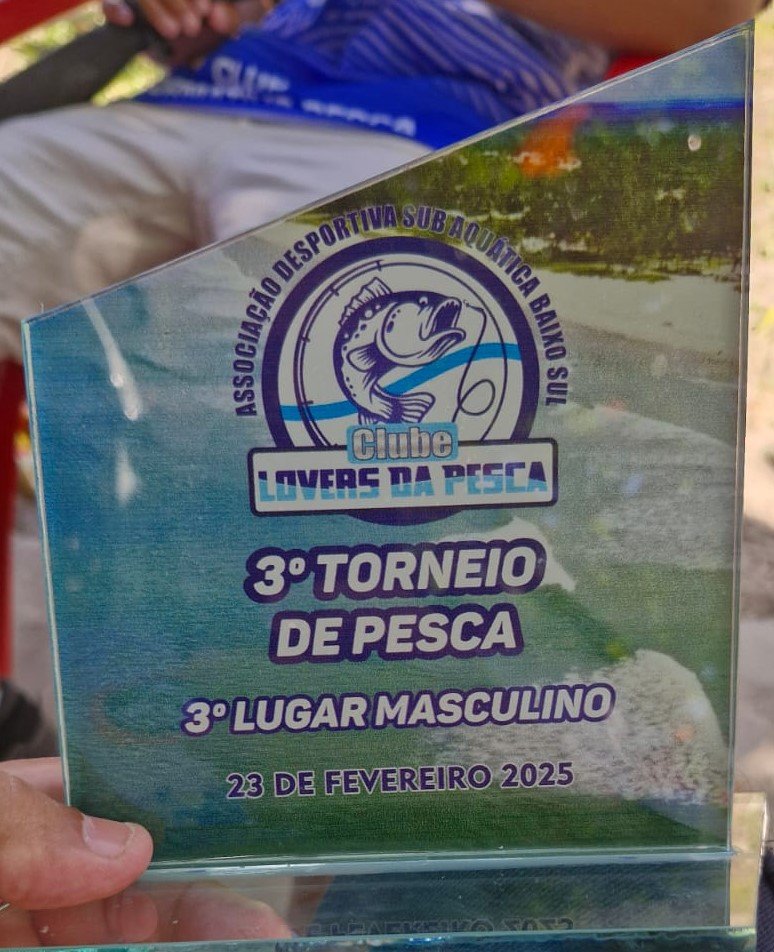 CLUBE
ASSOCIAÇÃO DESPORTIVA SUB AQUÁTICA BAIXO SUL
Clube
LOVERS DA PESCA
3º TORNEIO
DE PESCA
3º LUGAR MASCULINO
23 DE FEVEREIRO 2025